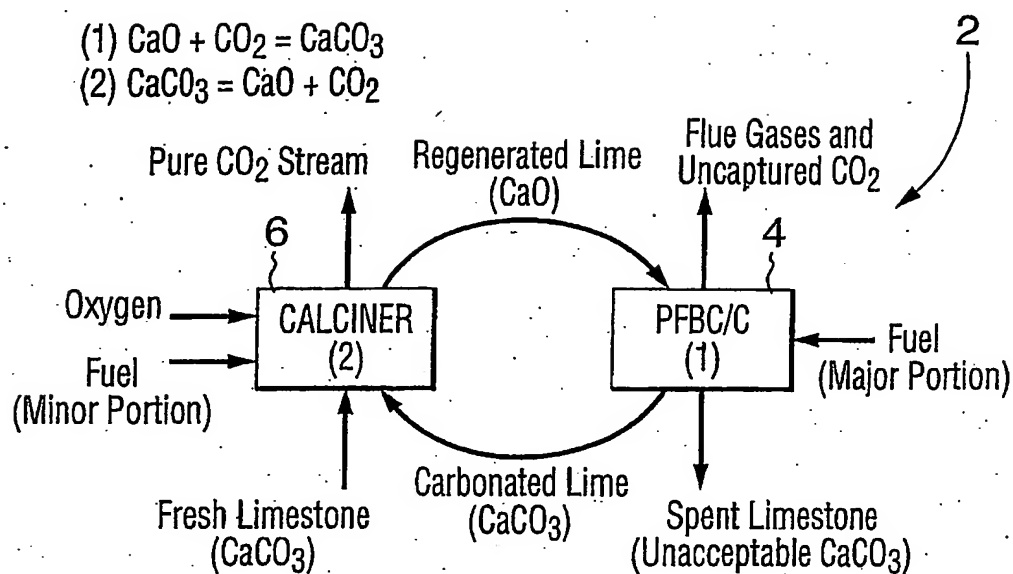 (1) CaO + CO₂ = CaCO₃
(2) CaCO₃ = CaO + CO₂
2
Pure CO₂ Stream
Regenerated Lime
(CaO)
Flue Gases and
Uncaptured CO₂
6
4
Oxygen
CALCINER
(2)
PFBC/C
(1)
Fuel
(Minor Portion)
Fuel
(Major Portion)
Carbonated Lime
(CaCO₃)
Fresh Limestone
(CaCO₃)
Spent Limestone
(Unacceptable CaCO₃)